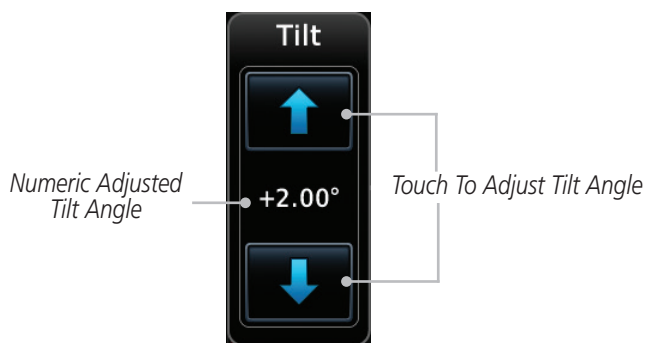 Tilt
Numeric Adjusted
Tilt Angle
+2.00°
Touch To Adjust Tilt Angle